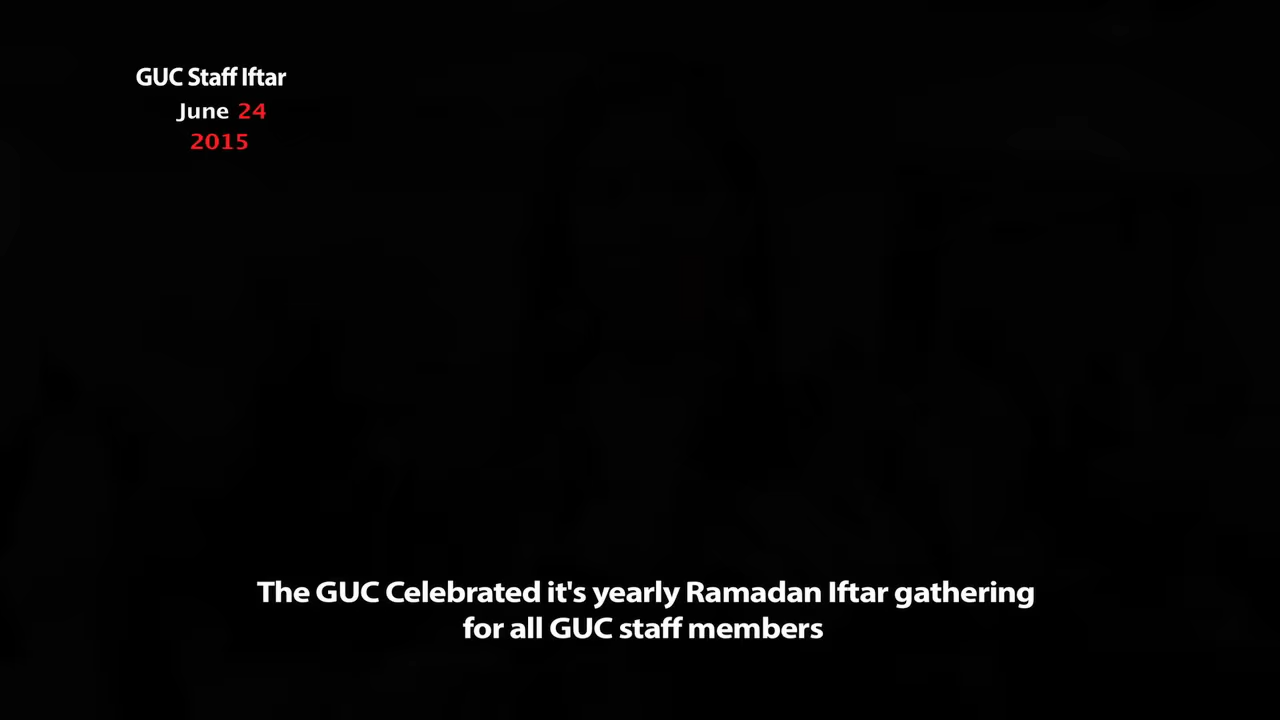 GUC Staff Iftar
June 24
2015
The GUC Celebrated it's yearly Ramadan Iftar gathering
for all GUC staff members